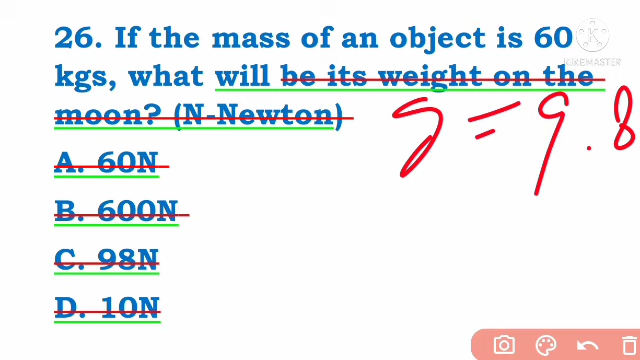 KINEMASTER
26. If the mass of an object is 60
kgs, what will be its weight on the
moon? (N-Newton)
g = 9.8
A. 60N
B. 600N
C. 98N
D. 10N